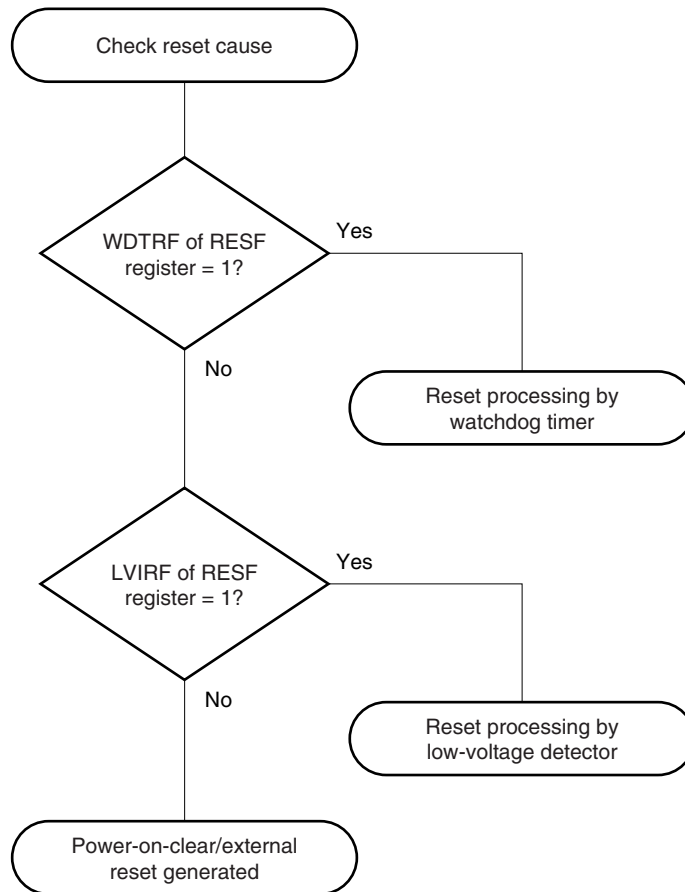 Check reset cause
WDTRF of RESF
register = 1?
Yes
No
Reset processing by
watchdog timer
LVIRF of RESF
register = 1?
Yes
No
Reset processing by
low-voltage detector
Power-on-clear/external
reset generated